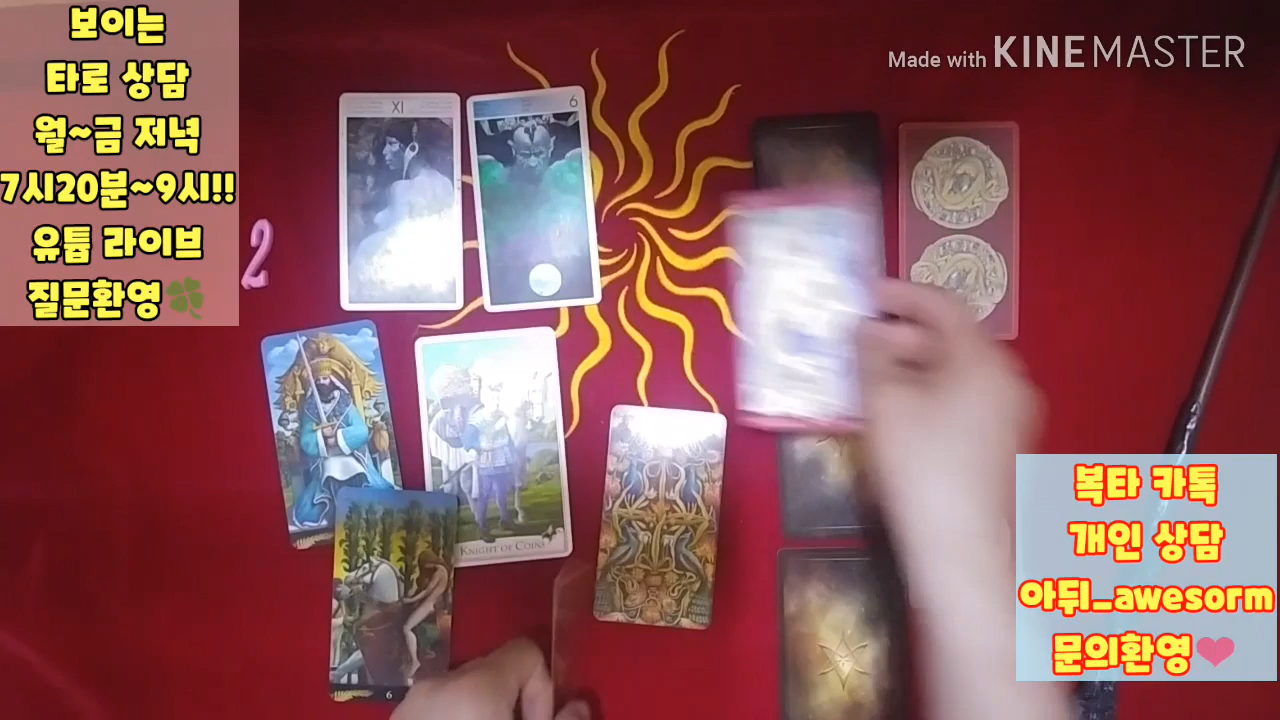 보이는
타로 상담
월~금 저녁
7시20분~9시!!
유튭 라이브
질문환영🍀
Made with KINEMASTER
XI
6
2
KNIGHT OF COINS
6
복타 카톡
개인 상담
아뒤_awesorm
문의환영❤